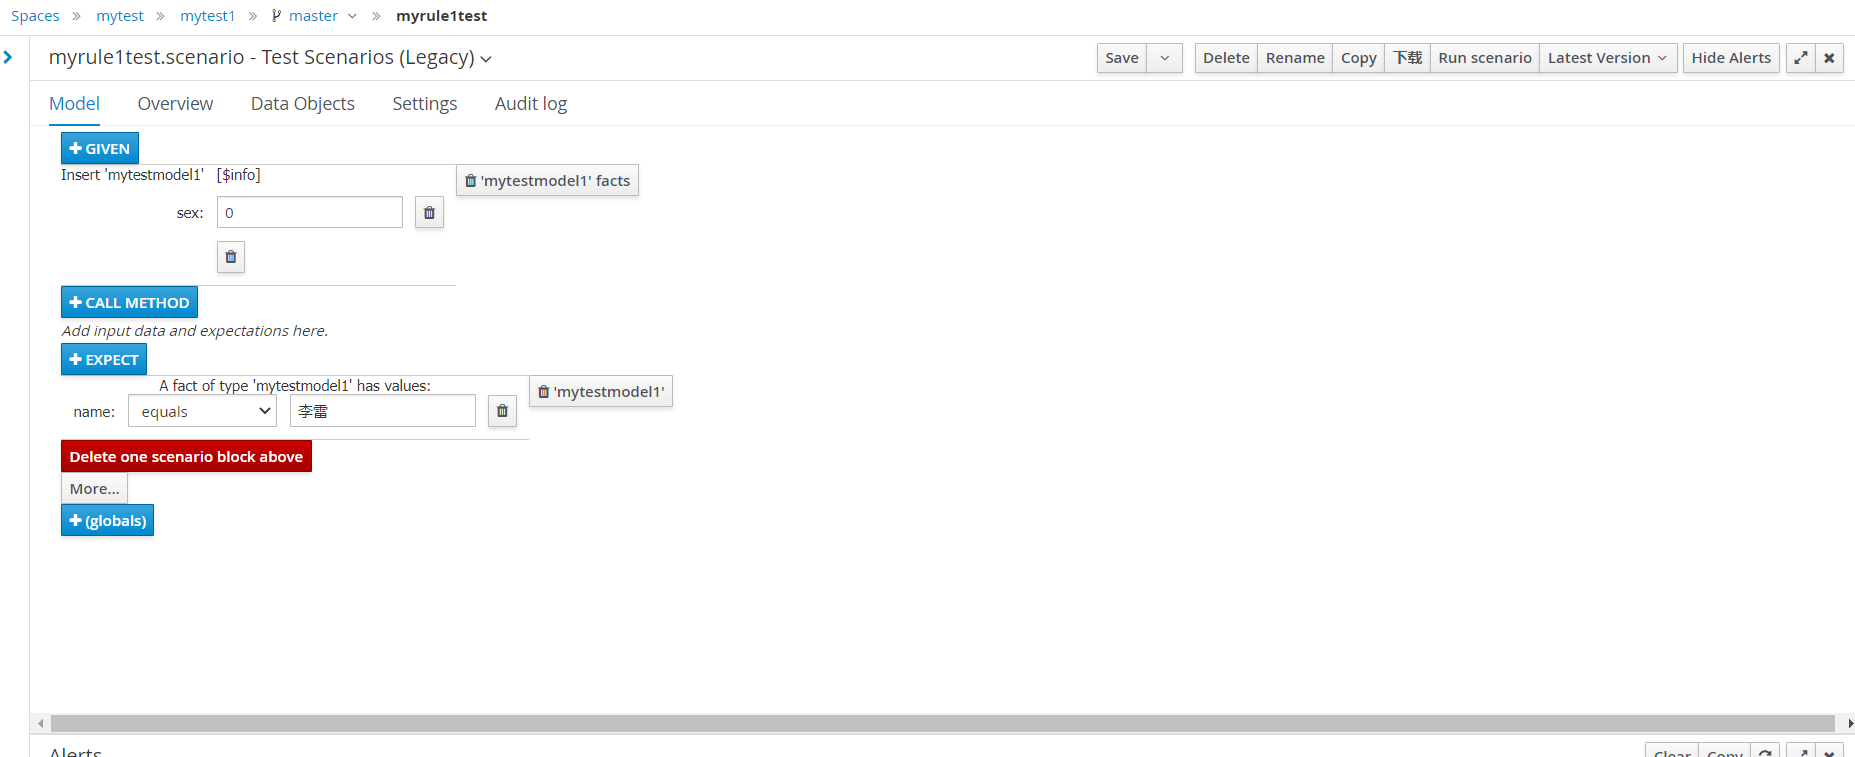 Spaces » mytest » mytest1 » master » myrule1test
myrule1test.scenario - Test Scenarios (Legacy)
Save Delete Rename Copy 下载 Run scenario Latest Version Hide Alerts
Model Overview Data Objects Settings Audit log
GIVEN
Insert 'mytestmodel1' [$info] 'mytestmodel1' facts
sex: 0
CALL METHOD
Add input data and expectations here.
EXPECT
A fact of type 'mytestmodel1' has values: 'mytestmodel1'
name: equals 李雷
Delete one scenario block above
More...
(globals)
Alerts Clear Copy